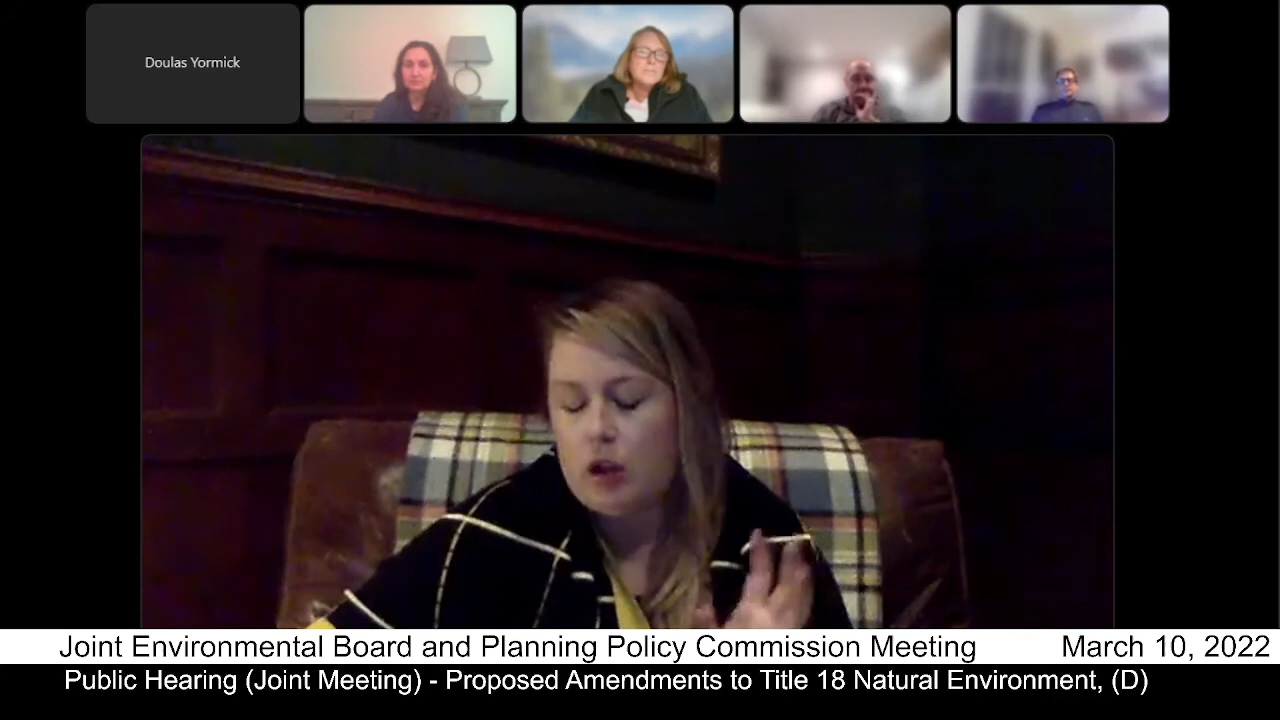 Doulas Yormick
Joint Environmental Board and Planning Policy Commission Meeting March 10, 2022
Public Hearing (Joint Meeting) - Proposed Amendments to Title 18 Natural Environment, (D)